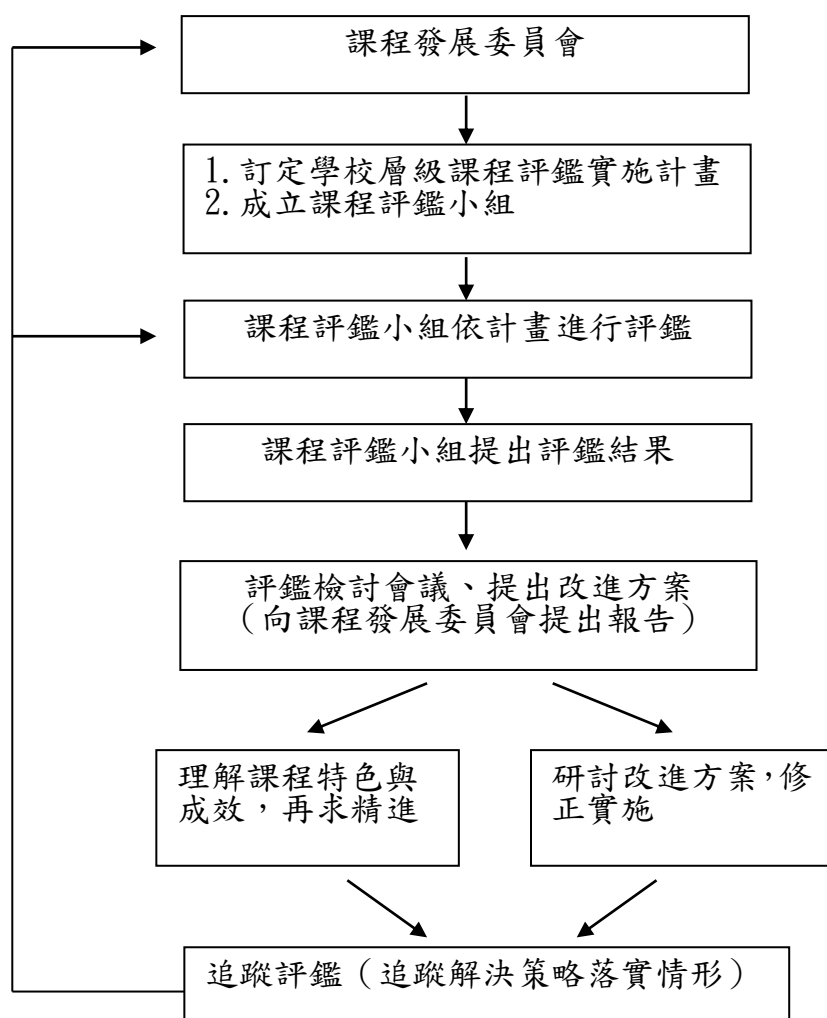 課程發展委員會
1.訂定學校層級課程評鑑實施計畫
2.成立課程評鑑小組
課程評鑑小組依計畫進行評鑑
課程評鑑小組提出評鑑結果
評鑑檢討會議、提出改進方案
（向課程發展委員會提出報告）
理解課程特色與
成效，再求精進
研討改進方案，修
正實施
追蹤評鑑（追蹤解決策略落實情形）